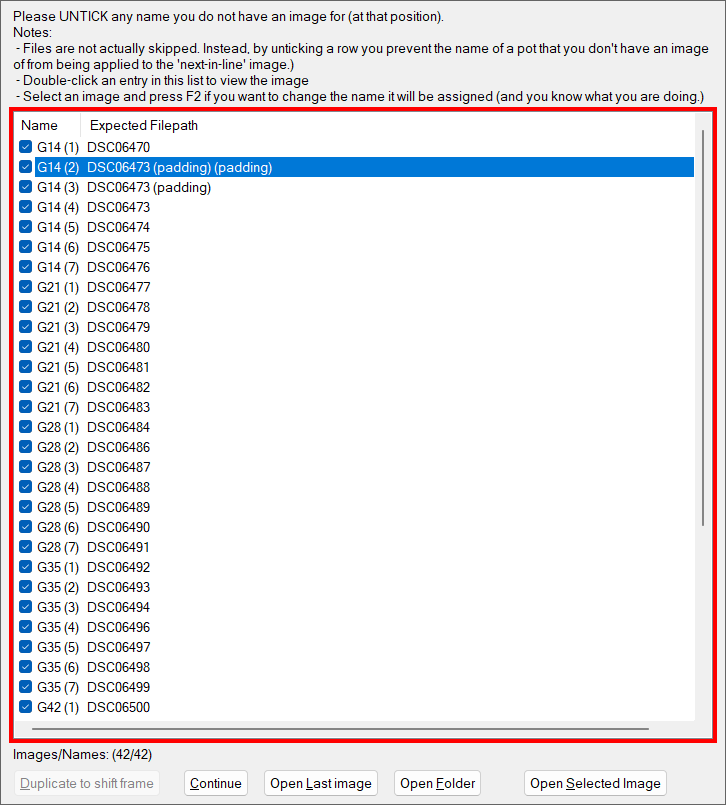 Please UNTICK any name you do not have an image for (at that position).
Notes:
- Files are not actually skipped. Instead, by unticking a row you prevent the name of a pot that you don't have an image
of from being applied to the 'next-in-line' image.)
- Double-click an entry in this list to view the image
- Select an image and press F2 if you want to change the name it will be assigned (and you know what you are doing.)
Name Expected Filepath
G14 (1) DSC06470
G14 (2) DSC06473 (padding) (padding)
G14 (3) DSC06473 (padding)
G14 (4) DSC06473
G14 (5) DSC06474
G14 (6) DSC06475
G14 (7) DSC06476
G21 (1) DSC06477
G21 (2) DSC06478
G21 (3) DSC06479
G21 (4) DSC06480
G21 (5) DSC06481
G21 (6) DSC06482
G21 (7) DSC06483
G28 (1) DSC06484
G28 (2) DSC06486
G28 (3) DSC06487
G28 (4) DSC06488
G28 (5) DSC06489
G28 (6) DSC06490
G28 (7) DSC06491
G35 (1) DSC06492
G35 (2) DSC06493
G35 (3) DSC06494
G35 (4) DSC06496
G35 (5) DSC06497
G35 (6) DSC06498
G35 (7) DSC06499
G42 (1) DSC06500
Images/Names: (42/42)
Duplicate to shift frame Continue Open Last image Open Folder Open Selected Image